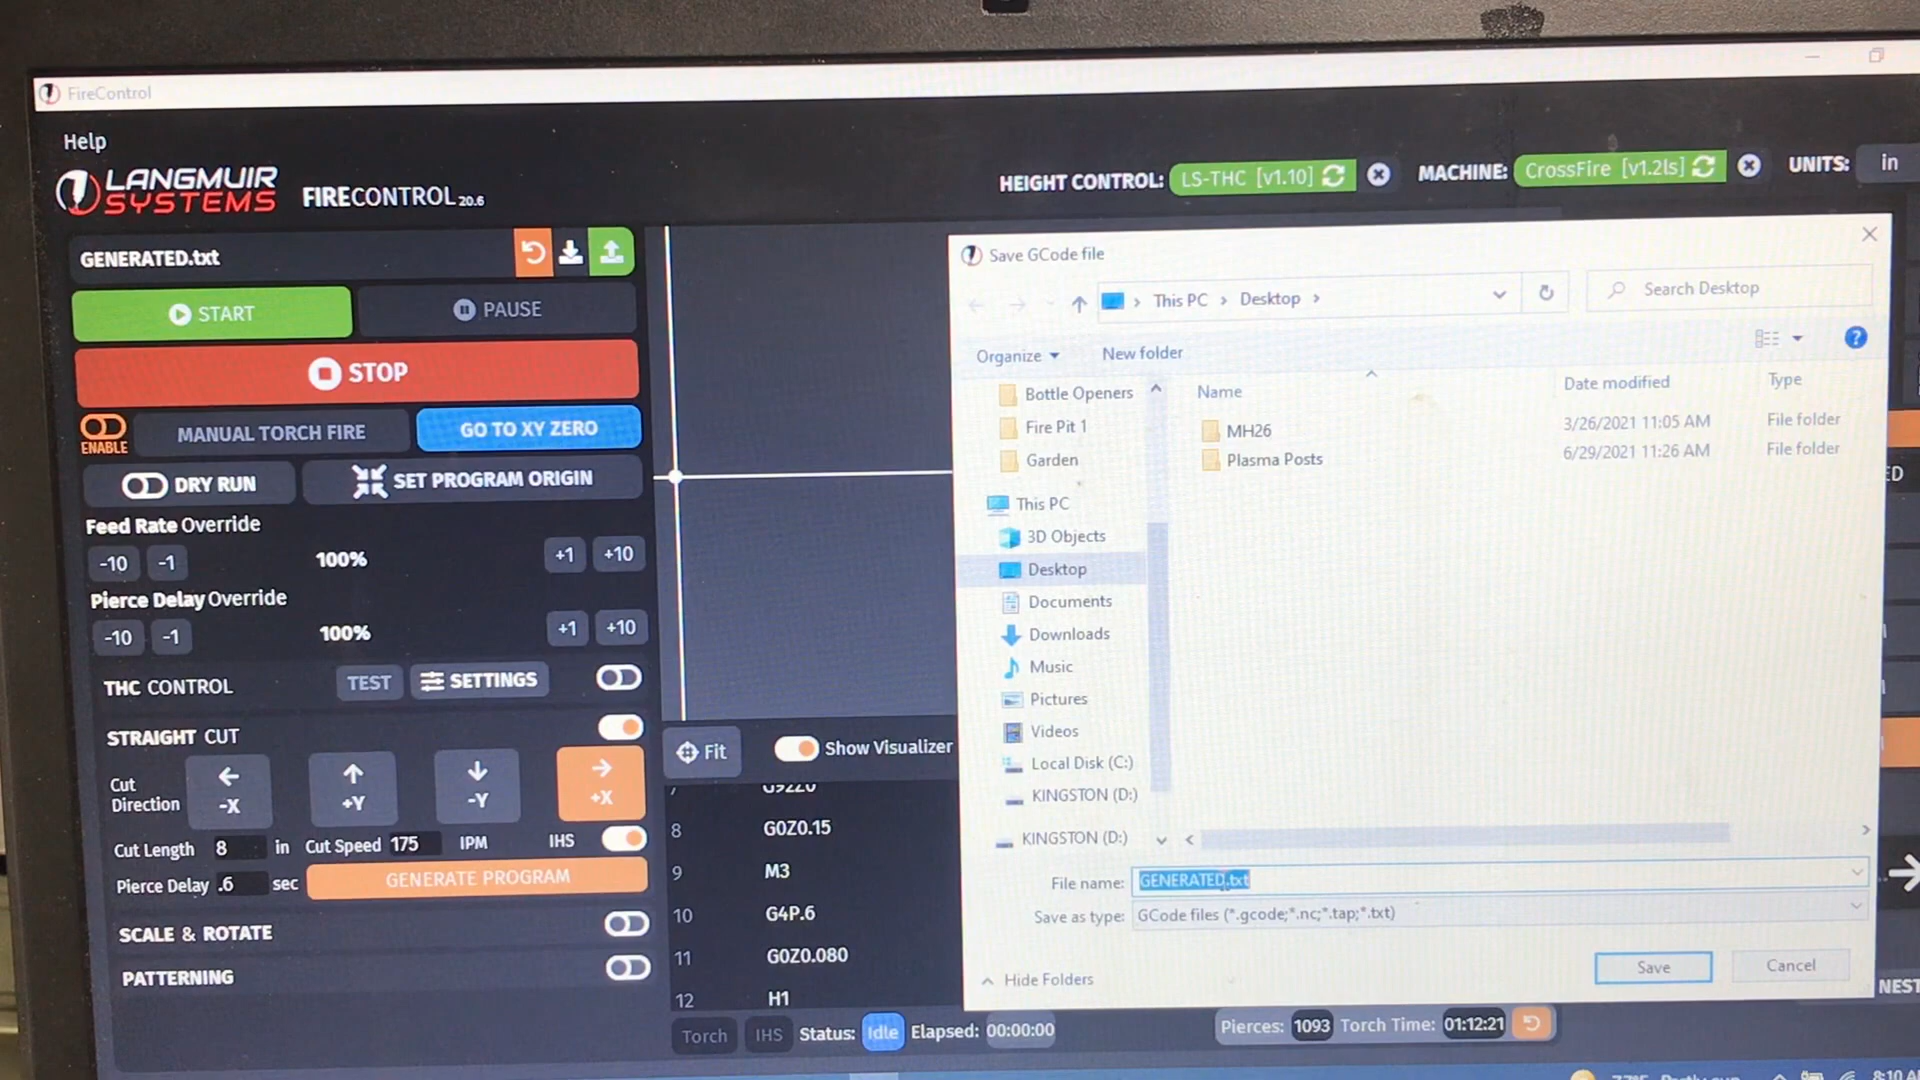 FireControl
Help
LANGMUIR SYSTEMS
FIRECONTROL 20.6
HEIGHT CONTROL: LS-THC [v1.10]
MACHINE: CrossFire [v1.2ls]
UNITS: in
GENERATED.txt
START
PAUSE
STOP
ENABLE
MANUAL TORCH FIRE
GO TO XY ZERO
DRY RUN
SET PROGRAM ORIGIN
Feed Rate Override
-10 -1 100% +1 +10
Pierce Delay Override
-10 -1 100% +1 +10
THC CONTROL TEST SETTINGS
STRAIGHT CUT
Cut Direction
-X +Y -Y +X
Cut Length 8 in Cut Speed 175 IPM IHS
Pierce Delay .6 sec GENERATE PROGRAM
SCALE & ROTATE
PATTERNING
Fit Show Visualizer
7 G92Z0
8 G0Z0.15
9 M3
10 G4P.6
11 G0Z0.080
12 H1
Torch IHS Status: Idle Elapsed: 00:00:00
Pierces: 1093 Torch Time: 01:12:21
Save GCode file
This PC > Desktop >
Search Desktop
Organize New folder
Name Date modified Type
MH26 3/26/2021 11:05 AM File folder
Plasma Posts 6/29/2021 11:26 AM File folder
Bottle Openers
Fire Pit 1
Garden
This PC
3D Objects
Desktop
Documents
Downloads
Music
Pictures
Videos
Local Disk (C:)
KINGSTON (D:)
KINGSTON (D:)
File name: GENERATED.txt
Save as type: GCode files (*.gcode;*.nc;*.tap;*.txt)
Hide Folders
Save Cancel
NEST